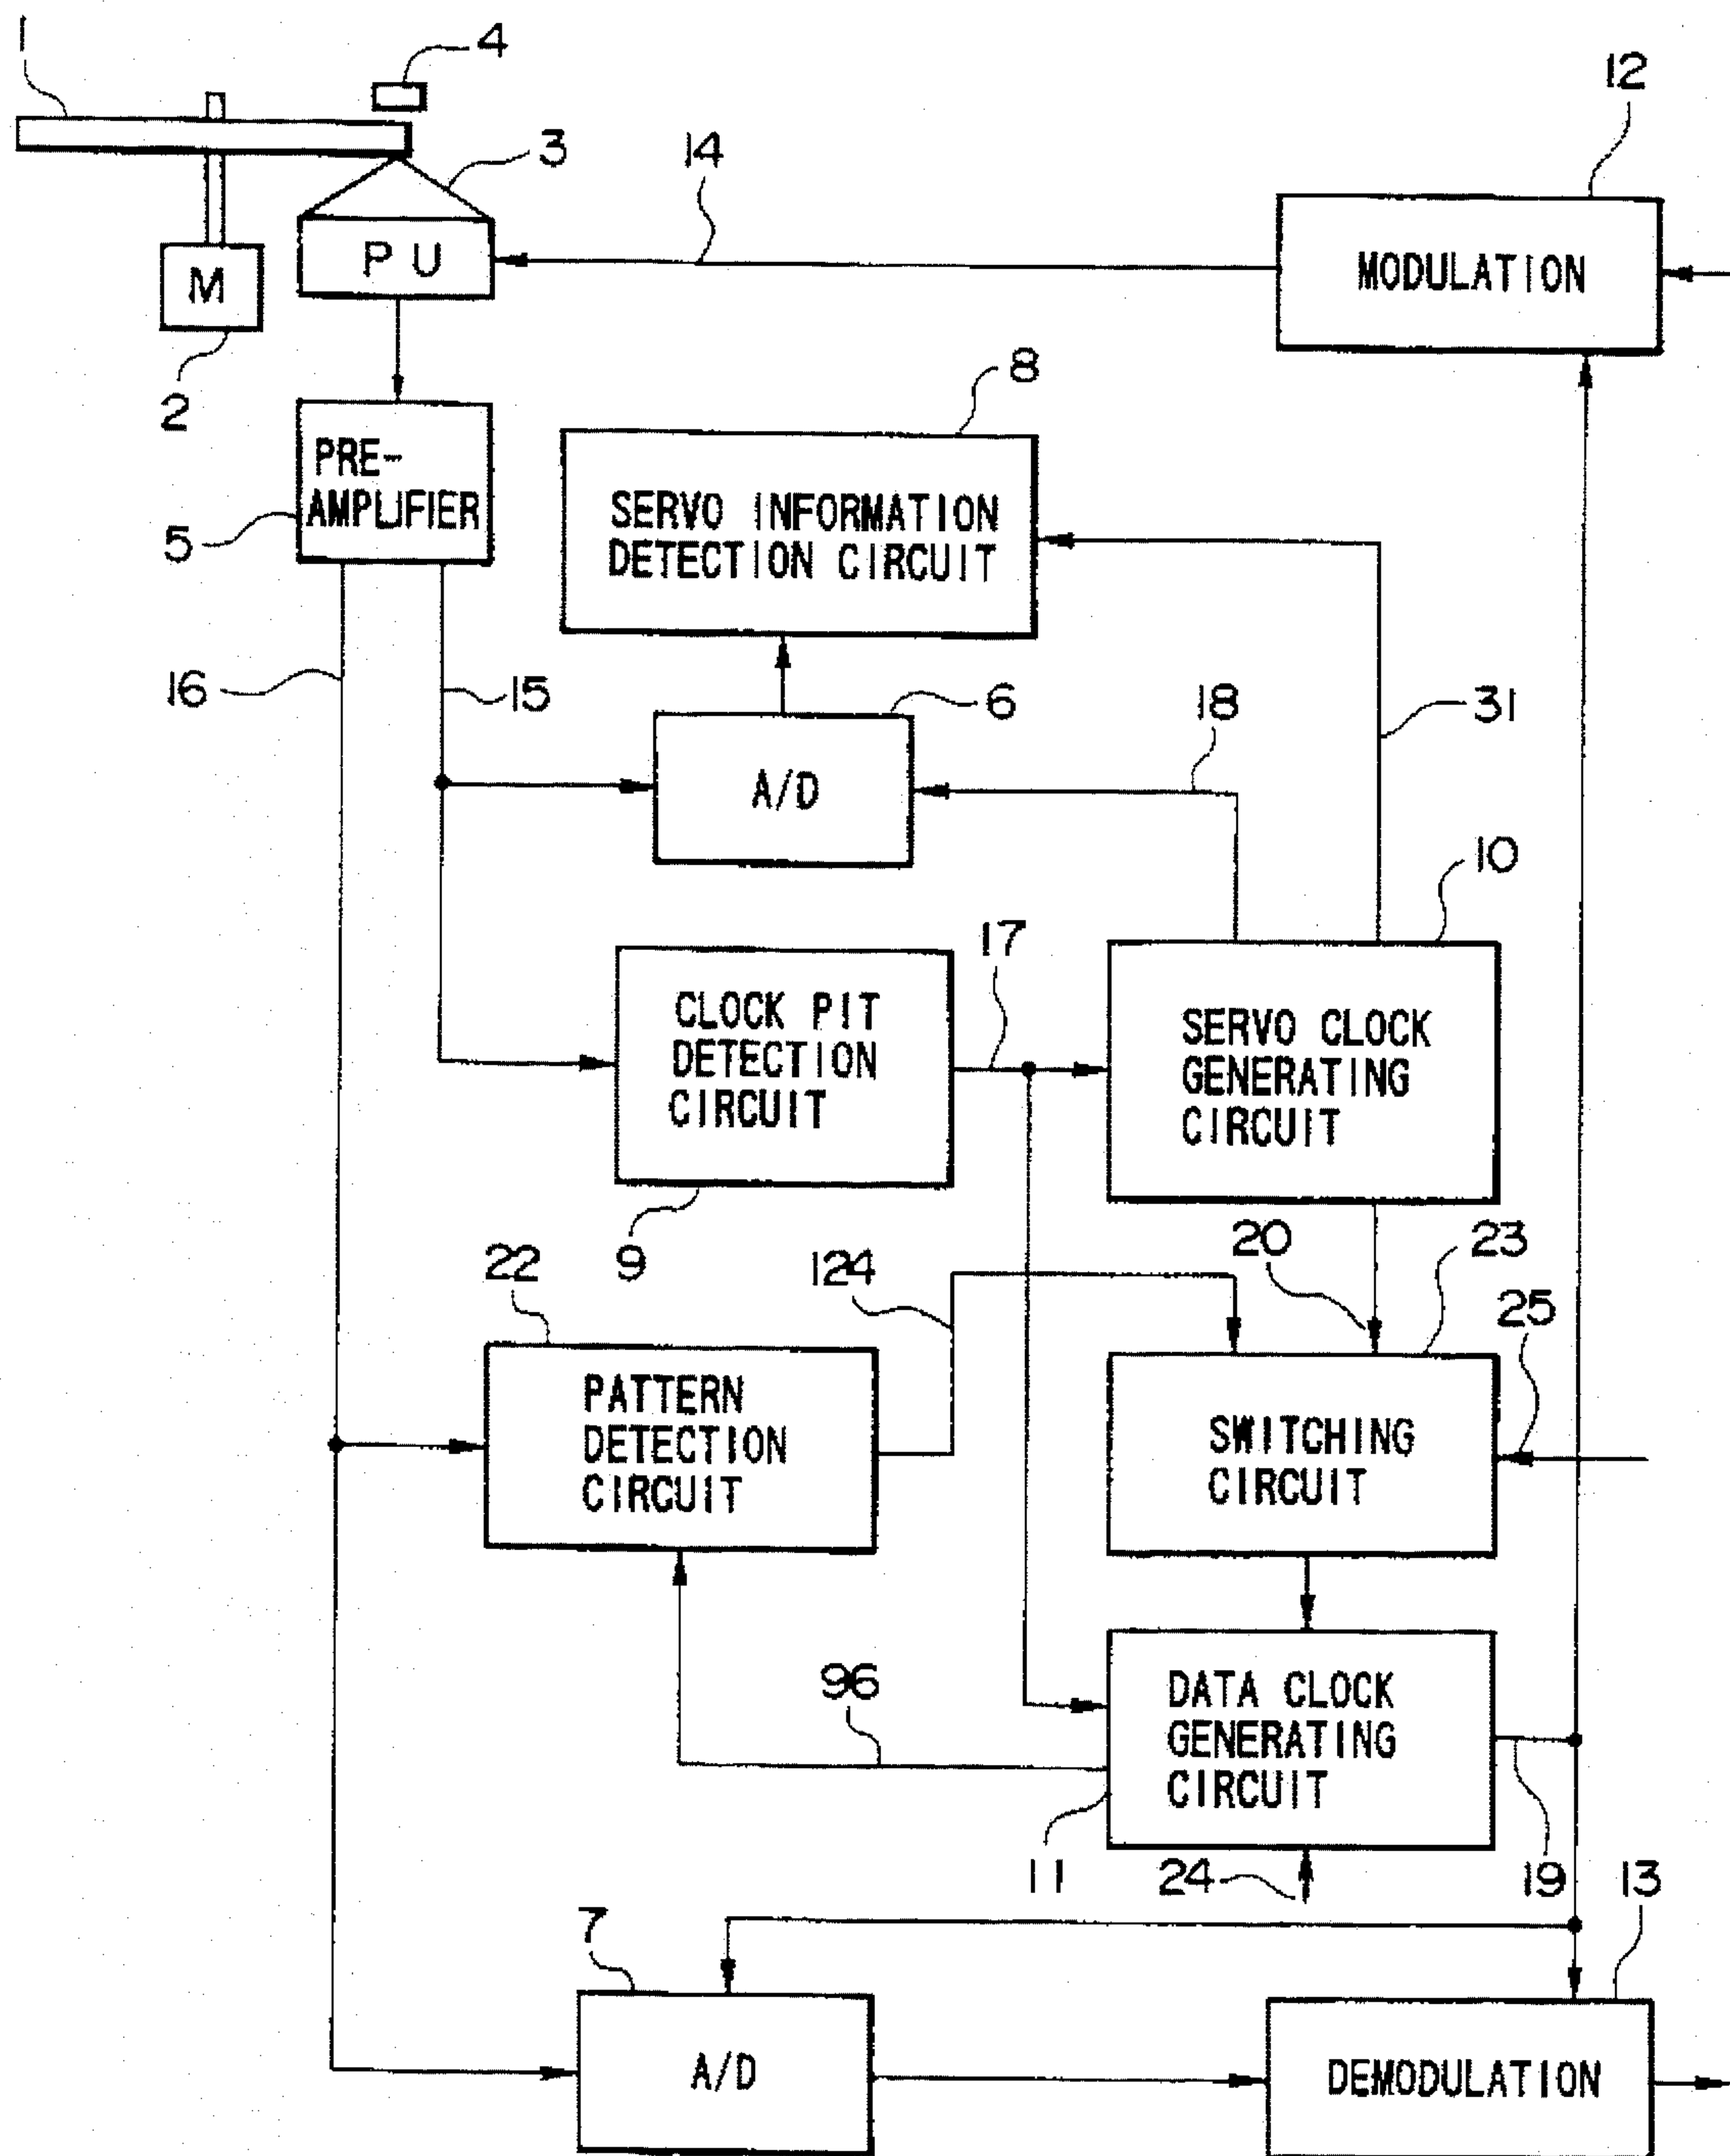 1
4
12
3
14
P U
M
MODULATION
2
8
PRE-
AMPLIFIER
5
SERVO INFORMATION
DETECTION CIRCUIT
16
15
6
18
31
A/D
10
17
CLOCK PIT
DETECTION
CIRCUIT
SERVO CLOCK
GENERATING
CIRCUIT
9
22
124
20
23
25
PATTERN
DETECTION
CIRCUIT
SWITCHING
CIRCUIT
96
DATA CLOCK
GENERATING
CIRCUIT
11
24
19
13
7
A/D
DEMODULATION